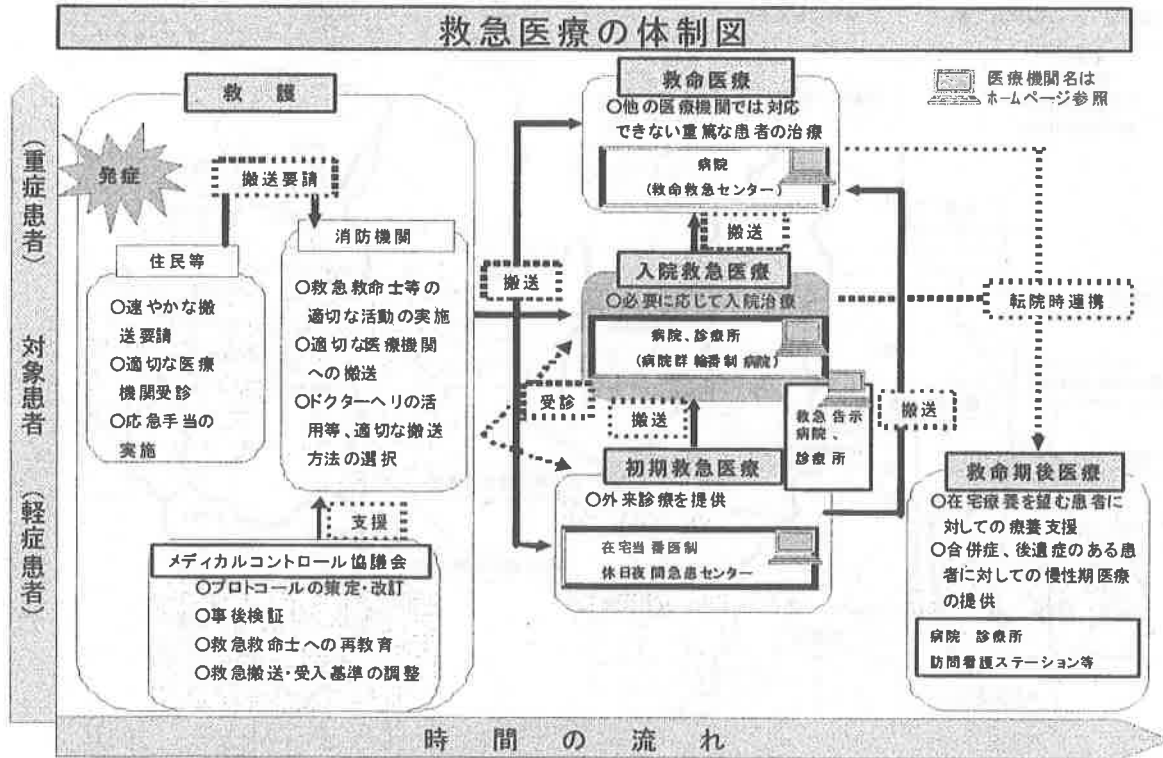 救急医療の体制図
医療機関名は
ホームページ参照
(重症患者)
対象患者
(軽症患者)
救護
発症
搬送要請
住民等
○速やかな搬
送要請
○適切な医療
機関受診
○応急手当の
実施
消防機関
○救急救命士等の
適切な活動の実施
○適切な医療機関
への搬送
○ドクターヘリの活
用等、適切な搬送
方法の選択
支援
メディカルコントロール協議会
○プロトコールの策定・改訂
○事後検証
○救急救命士への再教育
○救急搬送・受入基準の調整
搬送
受診
救命医療
○他の医療機関では対応
できない重篤な患者の治療
病院
(救命救急センター)
搬送
入院救急医療
○必要に応じて入院治療
病院、診療所
(病院群輪番制病院)
搬送
救急告示
病院、
診療所
初期救急医療
○外来診療を提供
在宅当番医制
休日夜間急患センター
搬送
転院時連携
救命期後医療
○在宅療養を望む患者に
対しての療養支援
○合併症、後遺症のある患
者に対しての慢性期医療
の提供
病院 診療所
訪問看護ステーション等
時間の流れ